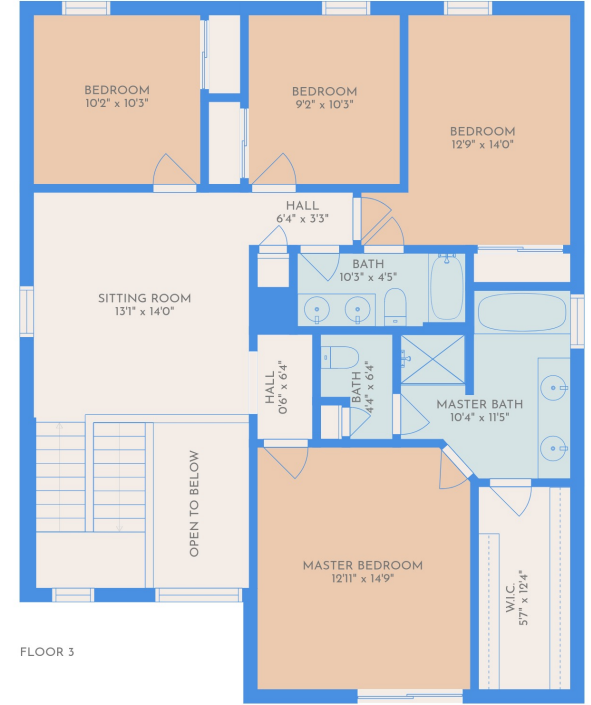 BEDROOM
10'2" x 10'3"
BEDROOM
9'2" x 10'3"
BEDROOM
12'9" x 14'0"
HALL
6'4" x 3'3"
BATH
10'3" x 4'5"
SITTING ROOM
13'1" x 14'0"
HALL
0'6" x 6'4"
BATH
4'4" x 6'4"
MASTER BATH
10'4" x 11'5"
OPEN TO BELOW
MASTER BEDROOM
12'11" x 14'9"
W.I.C.
5'7" x 12'4"
FLOOR 3